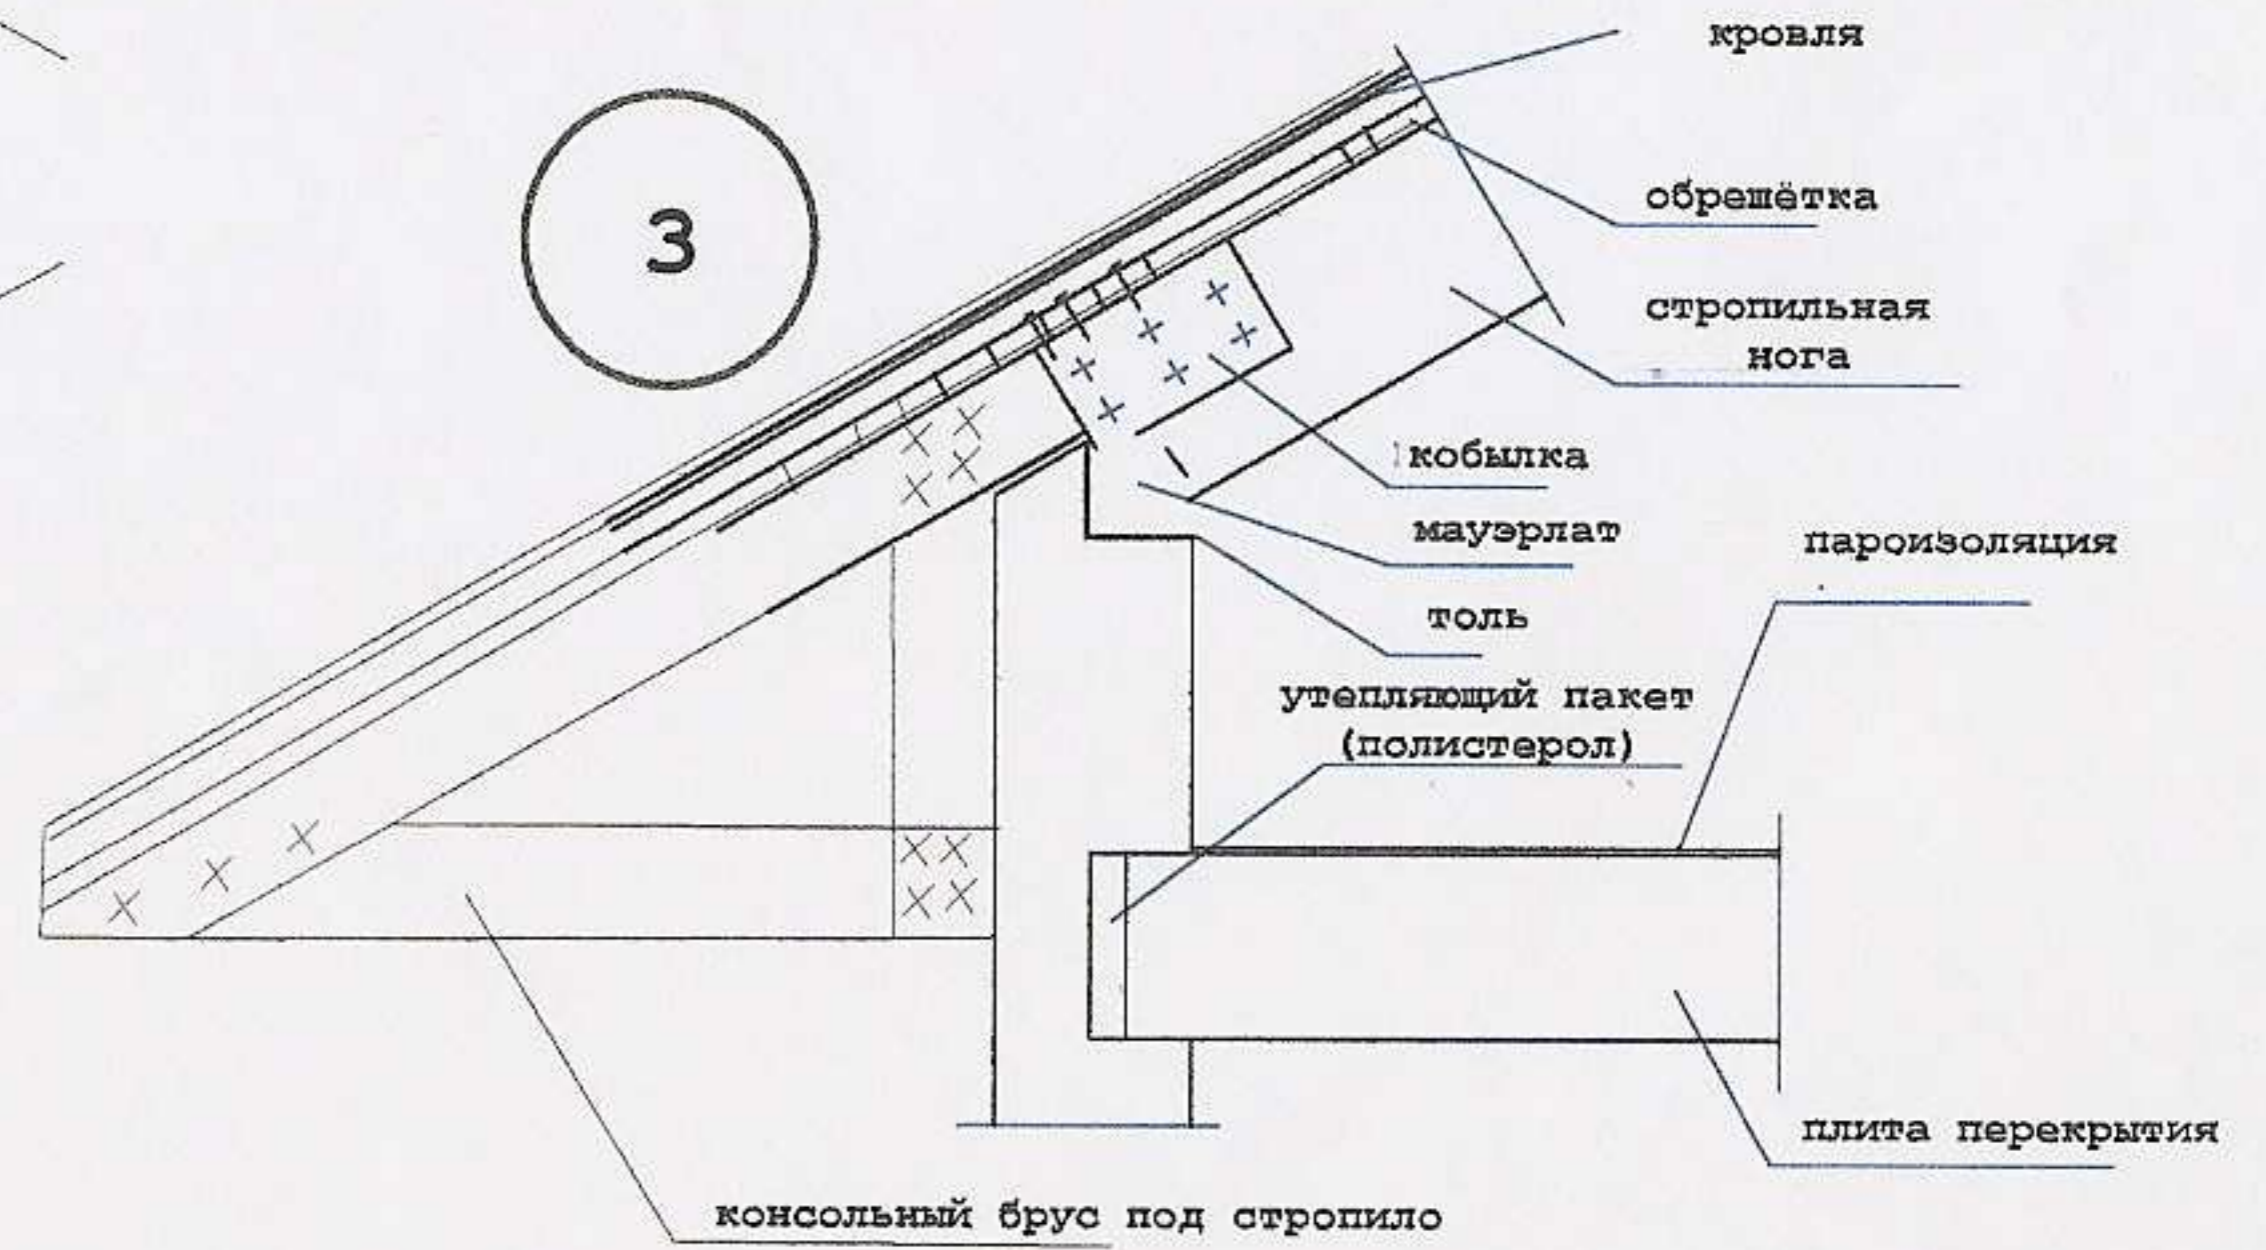 кровля
3
обрешётка
стропильная
нога
кобылка
мауэрлат
пароизоляция
толь
утепляющий пакет
(полистерол)
плита перекрытия
консольный брус под стропило